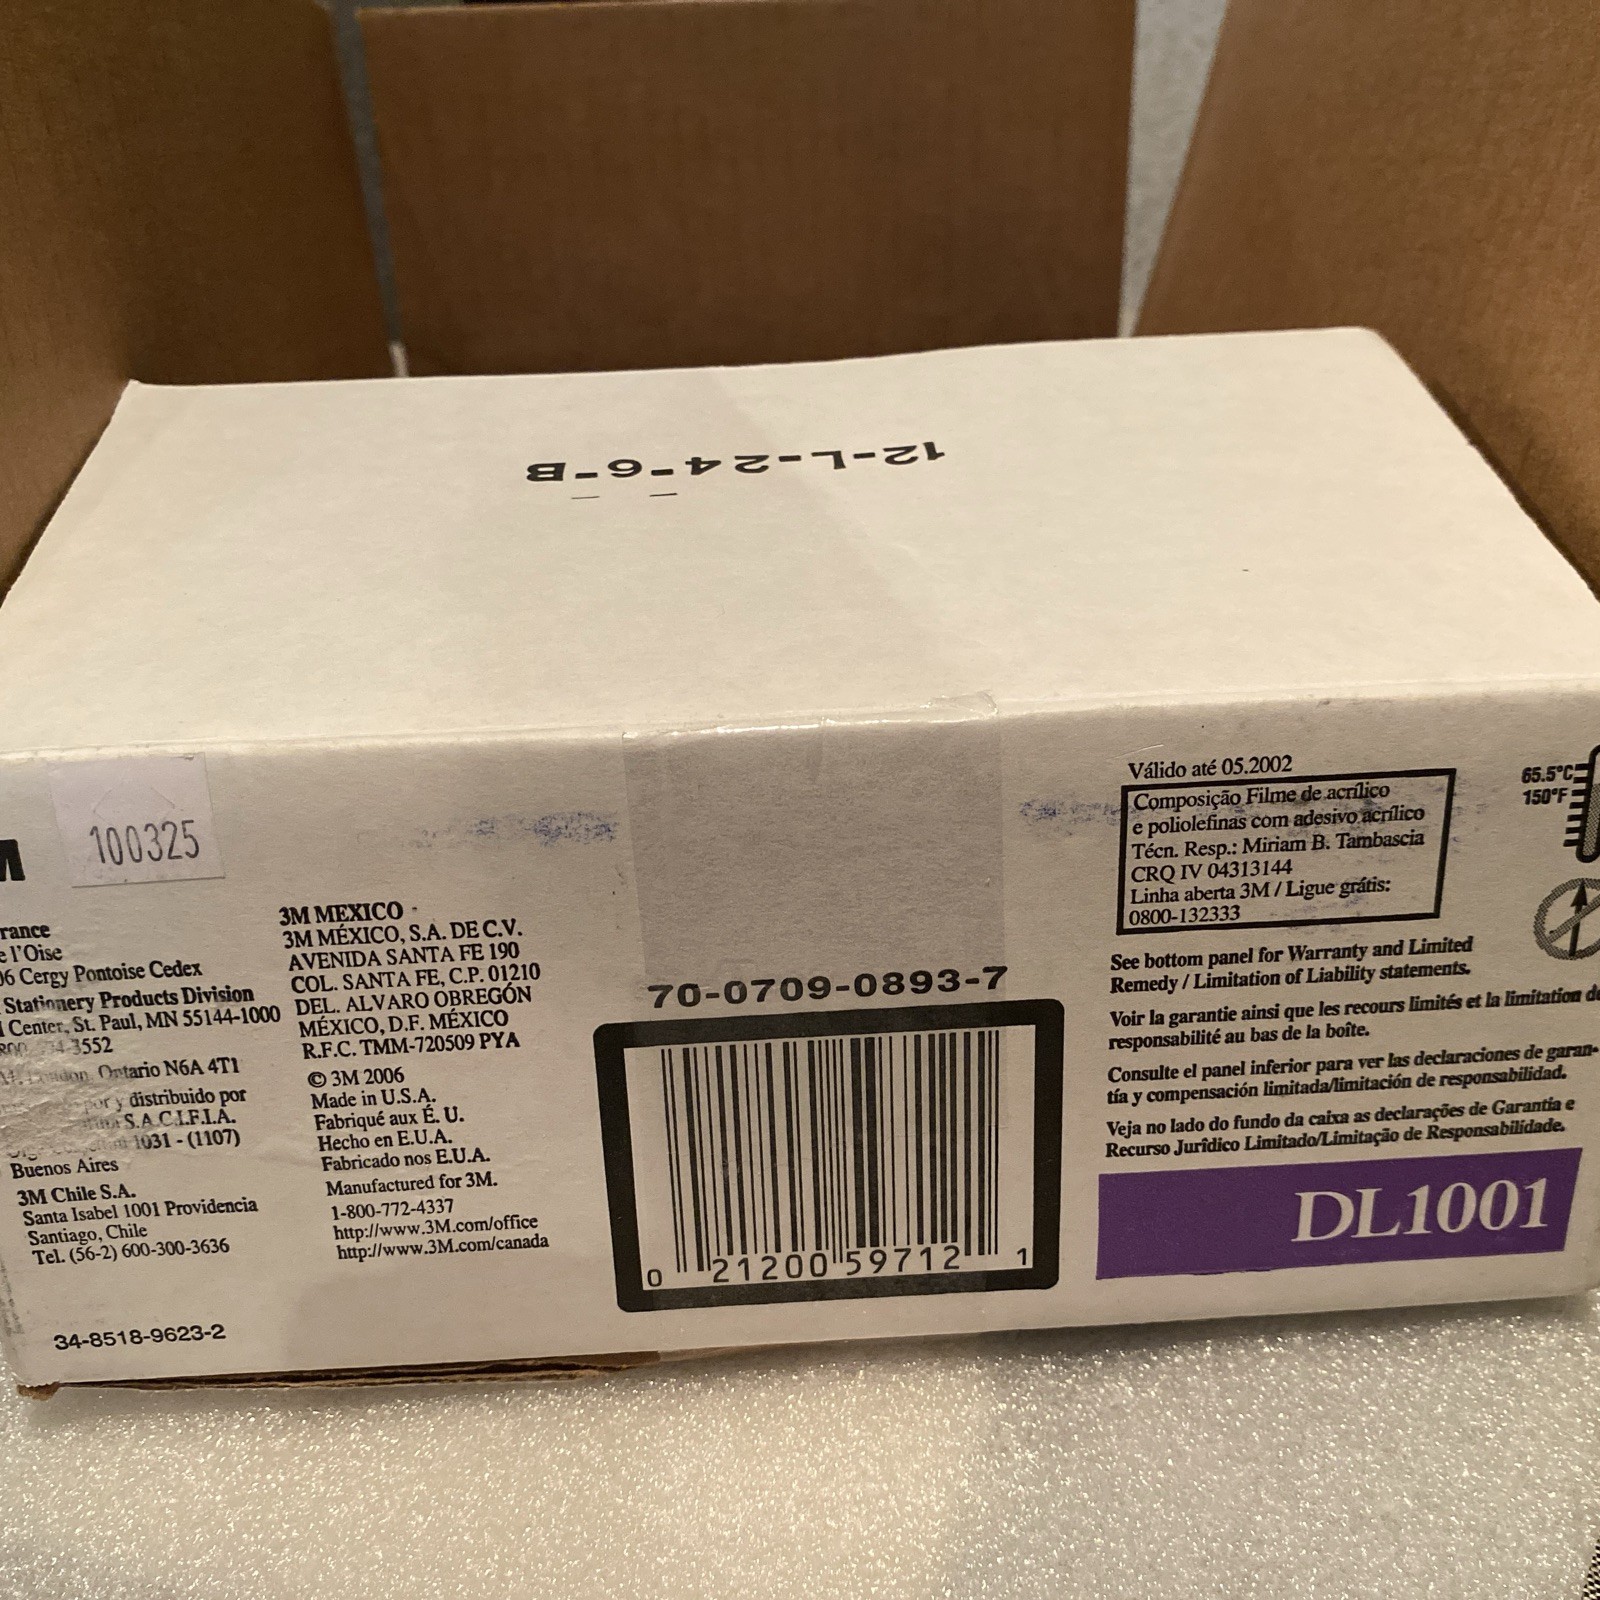 12-L-24-6-B
M
100325
rance
e l'Oise
06 Cergy Pontoise Cedex
Stationery Products Division
Center, St. Paul, MN 55144-1000
3552
London, Ontario N6A 4T1
por y distribuido por
S.A.C.I.F.I.A.
1031 - (1107)
Buenos Aires
3M Chile S.A.
Santa Isabel 1001 Providencia
Santiago, Chile
Tel. (56-2) 600-300-3636
34-8518-9623-2
3M MEXICO
3M MÉXICO, S.A. DE C.V.
AVENIDA SANTA FE 190
COL. SANTA FE, C.P. 01210
DEL. ALVARO OBREGÓN
MÉXICO, D.F. MÉXICO
R.F.C. TMM-720509 PYA
© 3M 2006
Made in U.S.A.
Fabriqué aux É. U.
Hecho en E.U.A.
Fabricado nos E.U.A.
Manufactured for 3M.
1-800-772-4337
http://www.3M.com/office
http://www.3M.com/canada
70-0709-0893-7
0 21200 59712 1
Válido até 05.2002
Composição Filme de acrílico
e poliolefinas com adesivo acrílico
Técn. Resp.: Miriam B. Tambascia
CRQ IV 04313144
Linha aberta 3M / Ligue grátis:
0800-132333
65.5°C
150°F
See bottom panel for Warranty and Limited
Remedy / Limitation of Liability statements.
Voir la garantie ainsi que les recours limités et la limitation de
responsabilité au bas de la boîte.
Consulte el panel inferior para ver las declaraciones de garan-
tía y compensación limitada/limitación de responsabilidad.
Veja no lado do fundo da caixa as declarações de Garantia e
Recurso Jurídico Limitado/Limitação de Responsabilidade.
DL1001